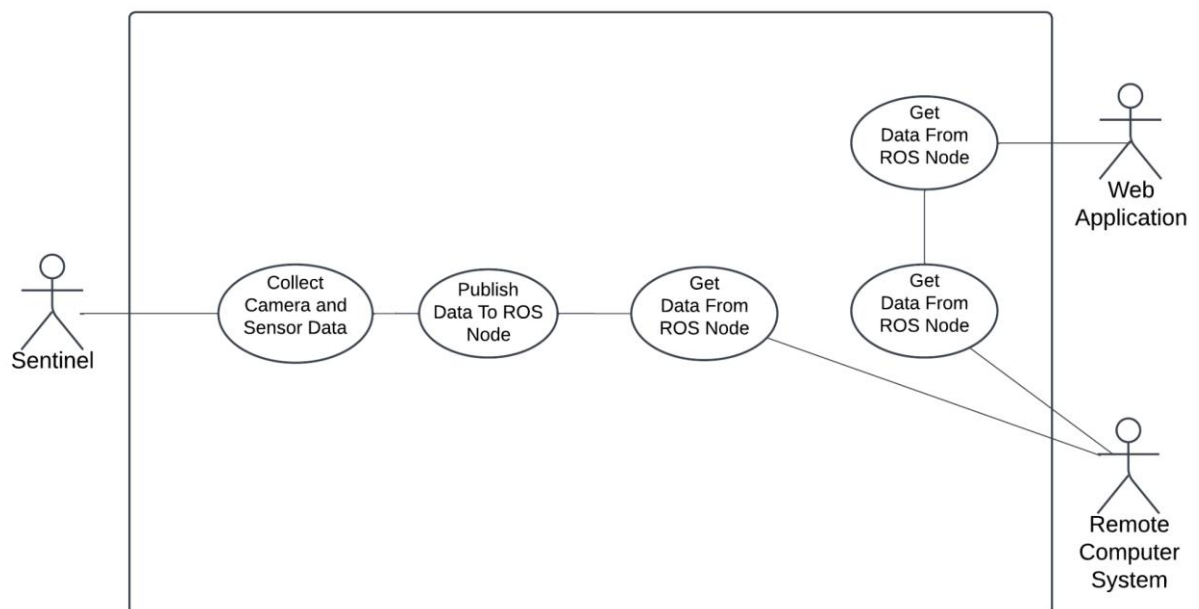 Get
Data From
ROS Node
Web
Application
Sentinel
Collect
Camera and
Sensor Data
Publish
Data To ROS
Node
Get
Data From
ROS Node
Get
Data From
ROS Node
Remote
Computer
System